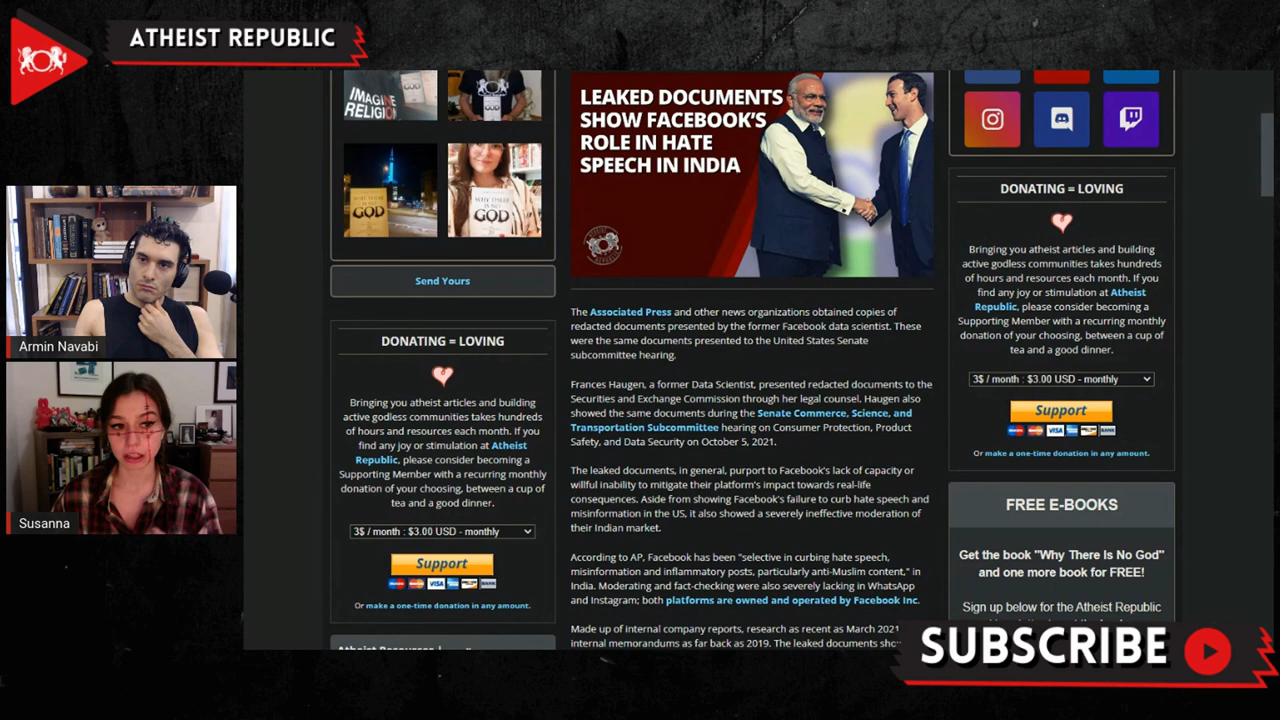 ATHEIST REPUBLIC
IMAGINE
RELIGION
WHY THERE IS NO
GOD
WHY THERE IS NO
GOD
Send Yours
DONATING = LOVING
Bringing you atheist articles and building
active godless communities takes hundreds
of hours and resources each month. If you
find any joy or stimulation at Atheist
Republic, please consider becoming a
Supporting Member with a recurring monthly
donation of your choosing, between a cup of
tea and a good dinner.
3$ / month : $3.00 USD - monthly
Support
VISA
DISCOVER
BANK
Or make a one-time donation in any amount.
LEAKED DOCUMENTS
SHOW FACEBOOK'S
ROLE IN HATE
SPEECH IN INDIA
The Associated Press and other news organizations obtained copies of
redacted documents presented by the former Facebook data scientist. These
were the same documents presented to the United States Senate
subcommittee hearing.
Frances Haugen, a former Data Scientist, presented redacted documents to the
Securities and Exchange Commission through her legal counsel. Haugen also
showed the same documents during the Senate Commerce, Science, and
Transportation Subcommittee hearing on Consumer Protection, Product
Safety, and Data Security on October 5, 2021.
The leaked documents, in general, purport to Facebook's lack of capacity or
willful inability to mitigate their platform's impact towards real-life
consequences. Aside from showing Facebook's failure to curb hate speech and
misinformation in the US, it also showed a severely ineffective moderation of
their Indian market.
According to AP, Facebook has been "selective in curbing hate speech,
misinformation and inflammatory posts, particularly anti-Muslim content," in
India. Moderating and fact-checking were also severely lacking in WhatsApp
and Instagram; both platforms are owned and operated by Facebook Inc.
Made up of internal company reports, research as recent as March 2021
internal memorandums as far back as 2019. The leaked documents
DONATING = LOVING
Bringing you atheist articles and building
active godless communities takes hundreds
of hours and resources each month. If you
find any joy or stimulation at Atheist
Republic, please consider becoming a
Supporting Member with a recurring monthly
donation of your choosing, between a cup of
tea and a good dinner.
3$ / month : $3.00 USD - monthly
Support
VISA
BANK
Or make a one-time donation in any amount.
FREE E-BOOKS
Get the book "Why There Is No God"
and one more book for FREE!
Sign up below for the Atheist Republic
Armin Navabi
Susanna
SUBSCRIBE